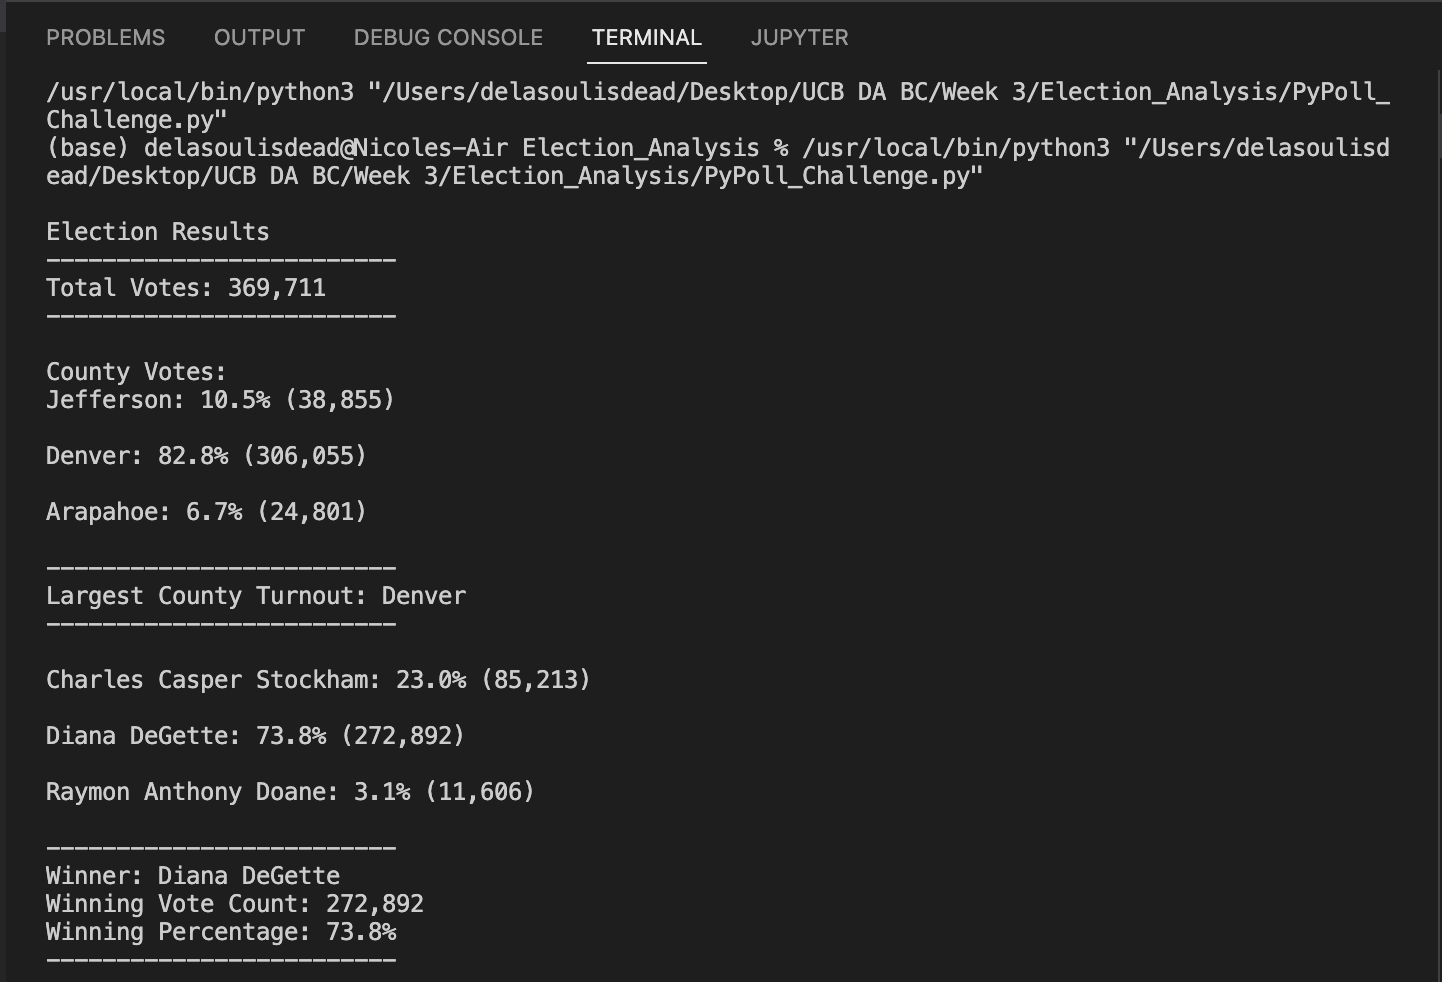 PROBLEMS OUTPUT DEBUG CONSOLE TERMINAL JUPYTER
/usr/local/bin/python3 "/Users/delasoulisdead/Desktop/UCB DA BC/Week 3/Election_Analysis/PyPoll_
Challenge.py"
(base) delasoulisdead@Nicoles-Air Election_Analysis % /usr/local/bin/python3 "/Users/delasoulisd
ead/Desktop/UCB DA BC/Week 3/Election_Analysis/PyPoll_Challenge.py"
Election Results
-------------------------
Total Votes: 369,711
-------------------------
County Votes:
Jefferson: 10.5% (38,855)
Denver: 82.8% (306,055)
Arapahoe: 6.7% (24,801)
-------------------------
Largest County Turnout: Denver
-------------------------
Charles Casper Stockham: 23.0% (85,213)
Diana DeGette: 73.8% (272,892)
Raymon Anthony Doane: 3.1% (11,606)
-------------------------
Winner: Diana DeGette
Winning Vote Count: 272,892
Winning Percentage: 73.8%
-------------------------